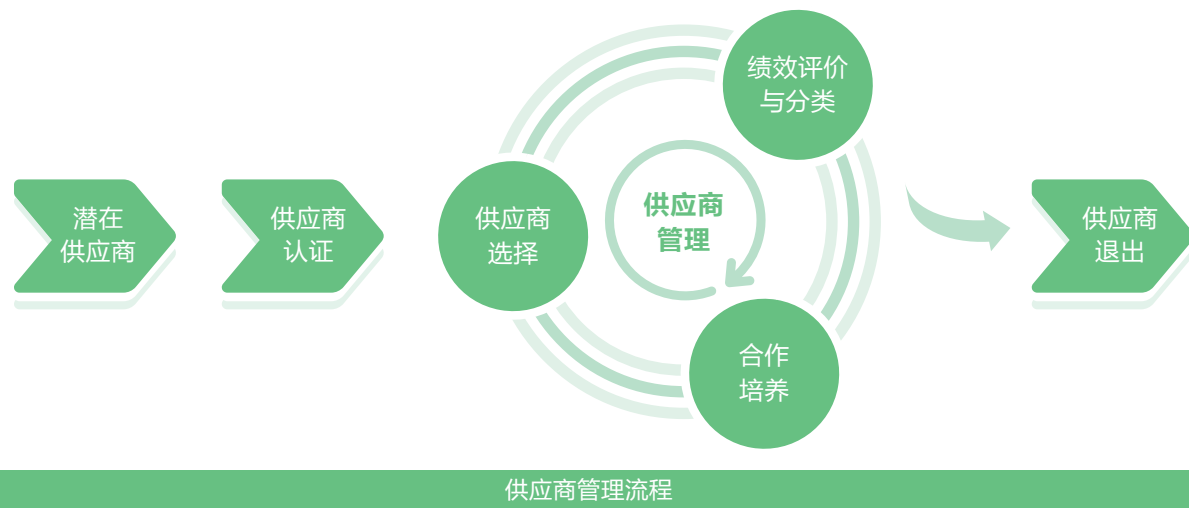 潜在
供应商
供应商
认证
供应商
选择
绩效评价
与分类
供应商
管理
合作
培养
供应商
退出
供应商管理流程